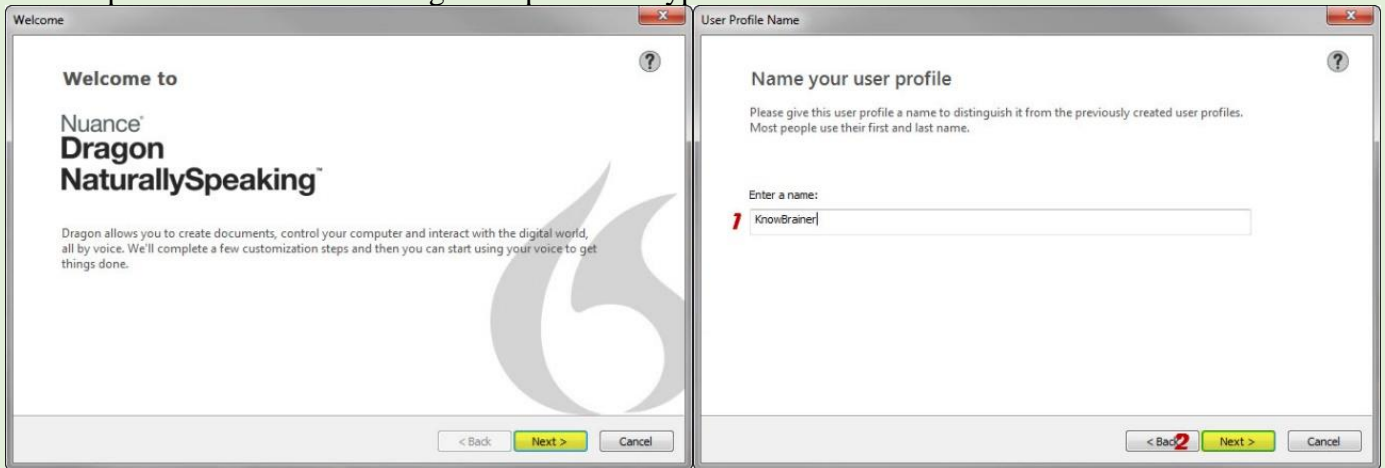 Welcome
Welcome to
Nuance®
Dragon
NaturallySpeaking™
Dragon allows you to create documents, control your computer and interact with the digital world,
all by voice. We'll complete a few customization steps and then you can start using your voice to get
things done.
< Back Next > Cancel
User Profile Name
Name your user profile
Please give this user profile a name to distinguish it from the previously created user profiles.
Most people use their first and last name.
Enter a name:
1 KnowBrainer
2 Next > Cancel